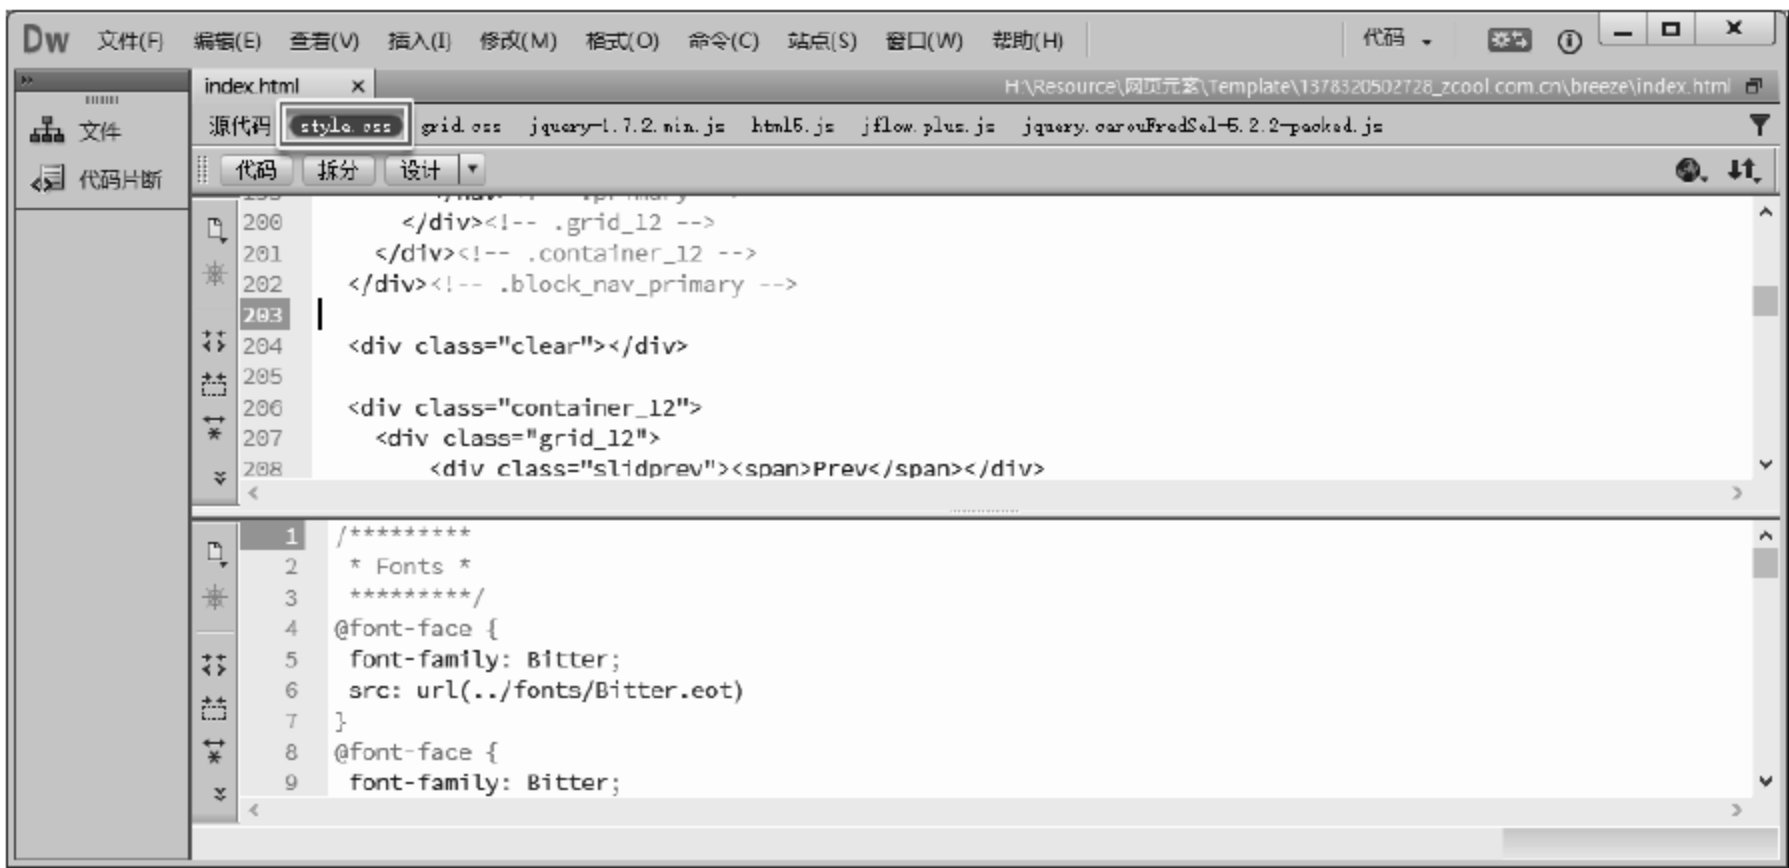 Dw 文件(F) 编辑(E) 查看(V) 插入(I) 修改(M) 格式(O) 命令(C) 站点(S) 窗口(W) 帮助(H) 代码
index.html × H:\Resource\网页元素\Template\1378320502728_zcool.com.cn\breeze\index.html
文件
代码片断
源代码 style.css grid.css jquery-1.7.2.min.js html5.js jflow.plus.js jquery.carouFredSel-5.2.2-packed.js
代码 拆分 设计
200 </div><!-- .grid_12 -->
201 </div><!-- .container_12 -->
202 </div><!-- .block_nav_primary -->
203
204 <div class="clear"></div>
205
206 <div class="container_12">
207 <div class="grid_12">
208 <div class="slidprev"><span>Prev</span></div>
1 /*********
2 * Fonts *
3 *********/
4 @font-face {
5 font-family: Bitter;
6 src: url(../fonts/Bitter.eot)
7 }
8 @font-face {
9 font-family: Bitter;